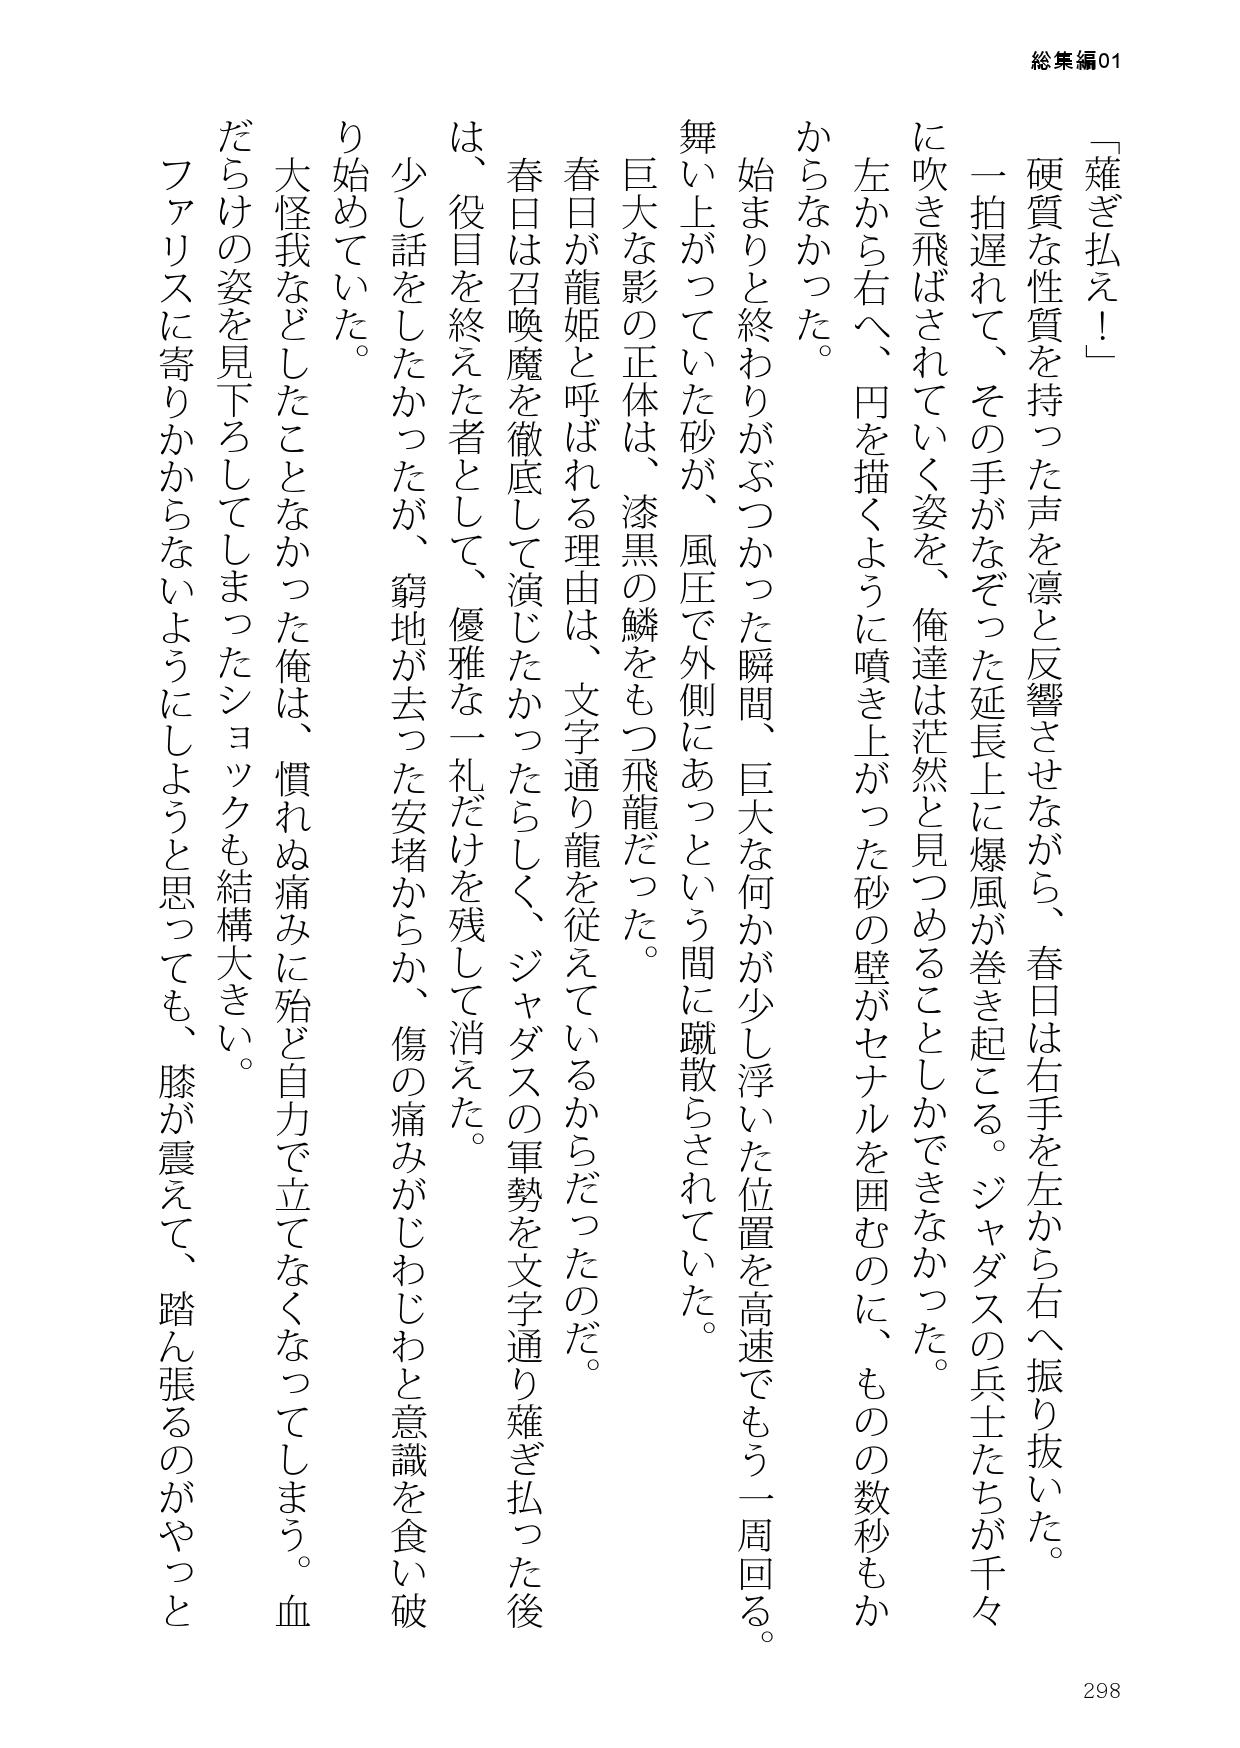 総集編01
「薙ぎ払え！」
硬質な性質を持った声を凛と反響させながら、春日は右手を左から右へ振り抜いた。
一拍遅れて、その手がなぞった延長上に爆風が巻き起こる。ジャダスの兵士たちが千々
に吹き飛ばされていく姿を、俺達は茫然と見つめることしかできなかった。
左から右へ、円を描くように噴き上がった砂の壁がセナルを囲むのに、ものの数秒もか
からなかった。
始まりと終わりがぶつかった瞬間、巨大な何かが少し浮いた位置を高速でもう一周回る。
舞い上がっていた砂が、風圧で外側にあっという間に蹴散らされていた。
巨大な影の正体は、漆黒の鱗をもつ飛龍だった。
春日が龍姫と呼ばれる理由は、文字通り龍を従えているからだったのだ。
春日は召喚魔を徹底して演じたかったらしく、ジャダスの軍勢を文字通り薙ぎ払った後
は、役目を終えた者として、優雅な一礼だけを残して消えた。
少し話をしたかったが、窮地が去った安堵からか、傷の痛みがじわじわと意識を食い破
り始めていた。
大怪我などしたことなかった俺は、慣れぬ痛みに殆ど自力で立てなくなってしまう。血
だらけの姿を見下ろしてしまったショックも結構大きい。
ファリスに寄りかからないようにしようと思っても、膝が震えて、踏ん張るのがやっと
298